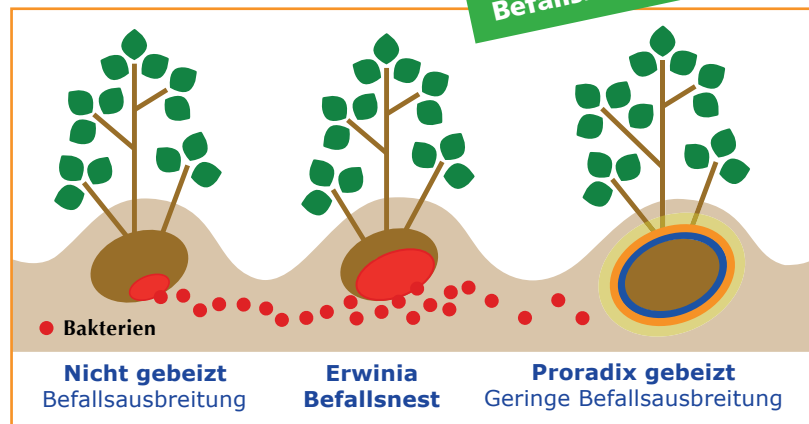 Bakterien
Nicht gebeizt
Befallsausbreitung
Erwinia
Befallsnest
Proradix gebeizt
Geringe Befallsausbreitung